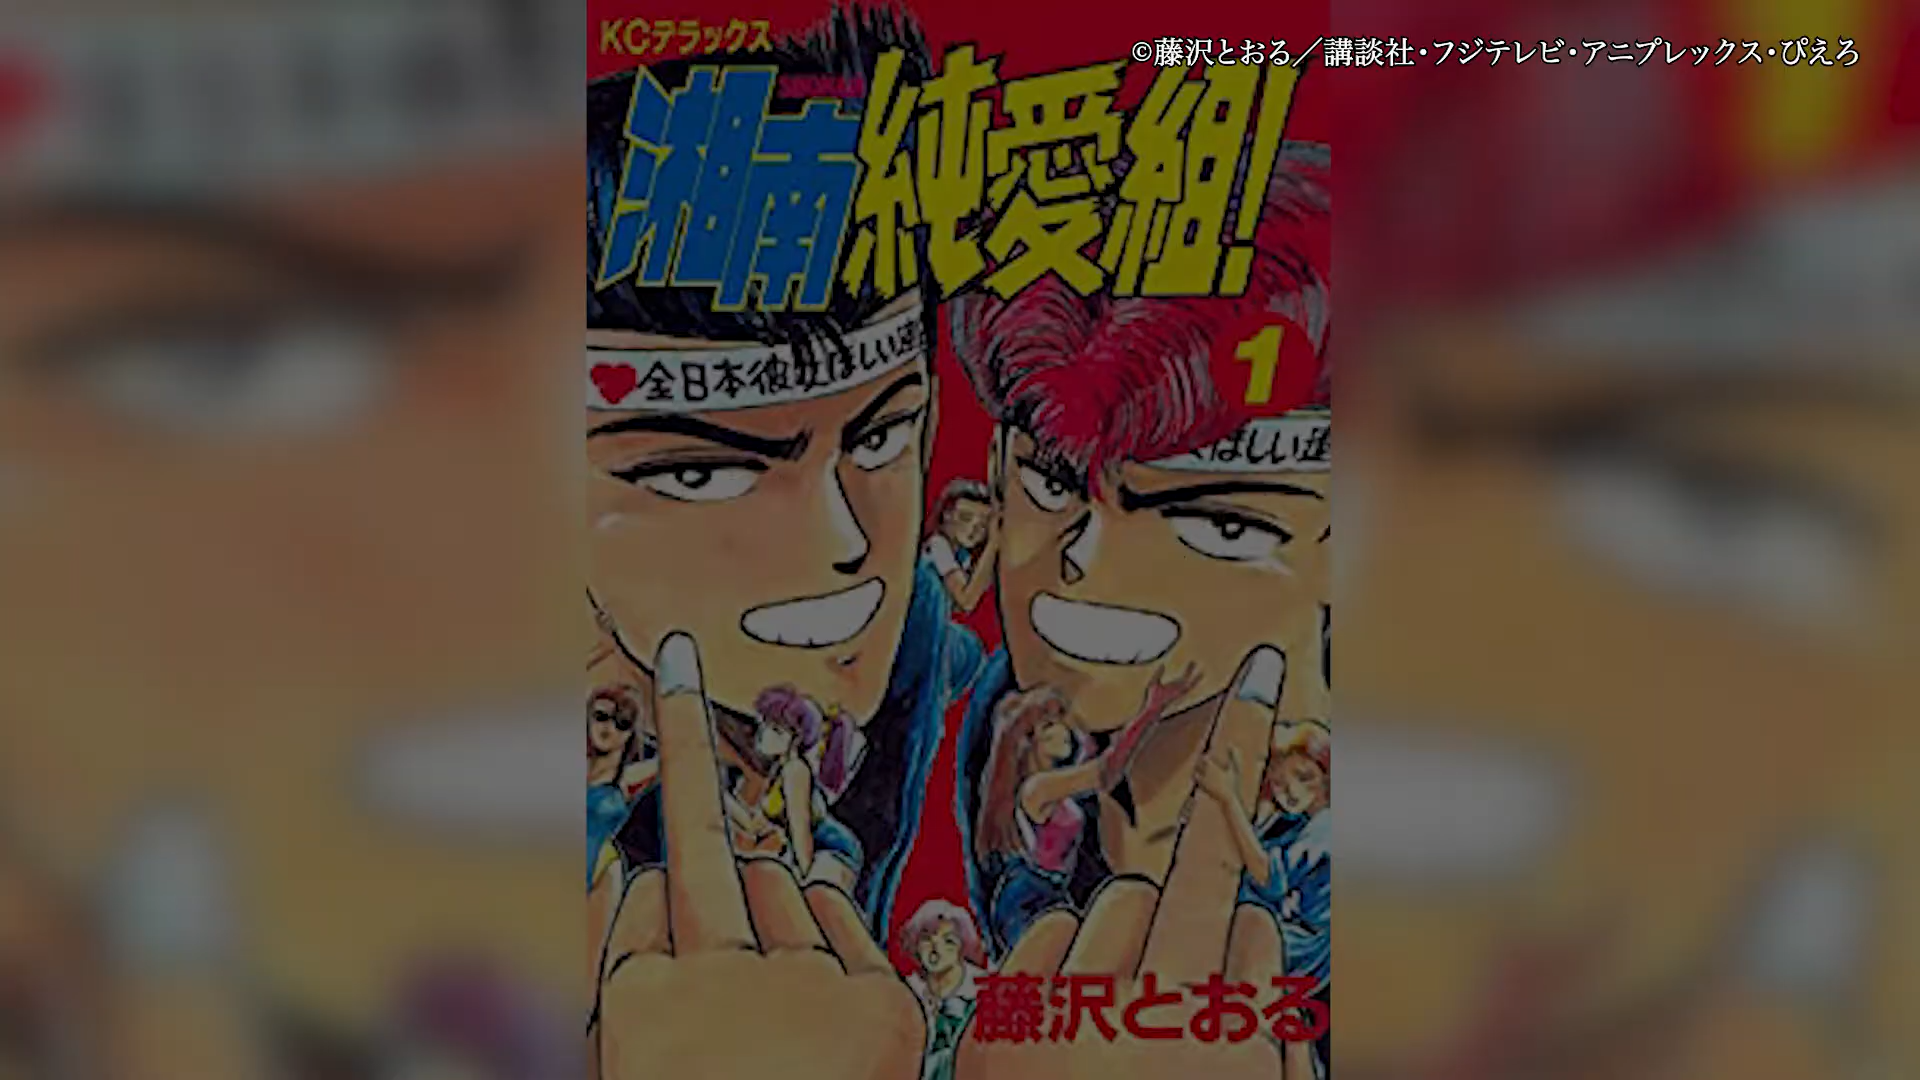 KCデラックス
©藤沢とおる／講談社・フジテレビ・アニプレックス・ぴえろ
SHONAN
湘南純愛組!
1
全日本彼女ほしい連
ほしい連
藤沢とおる